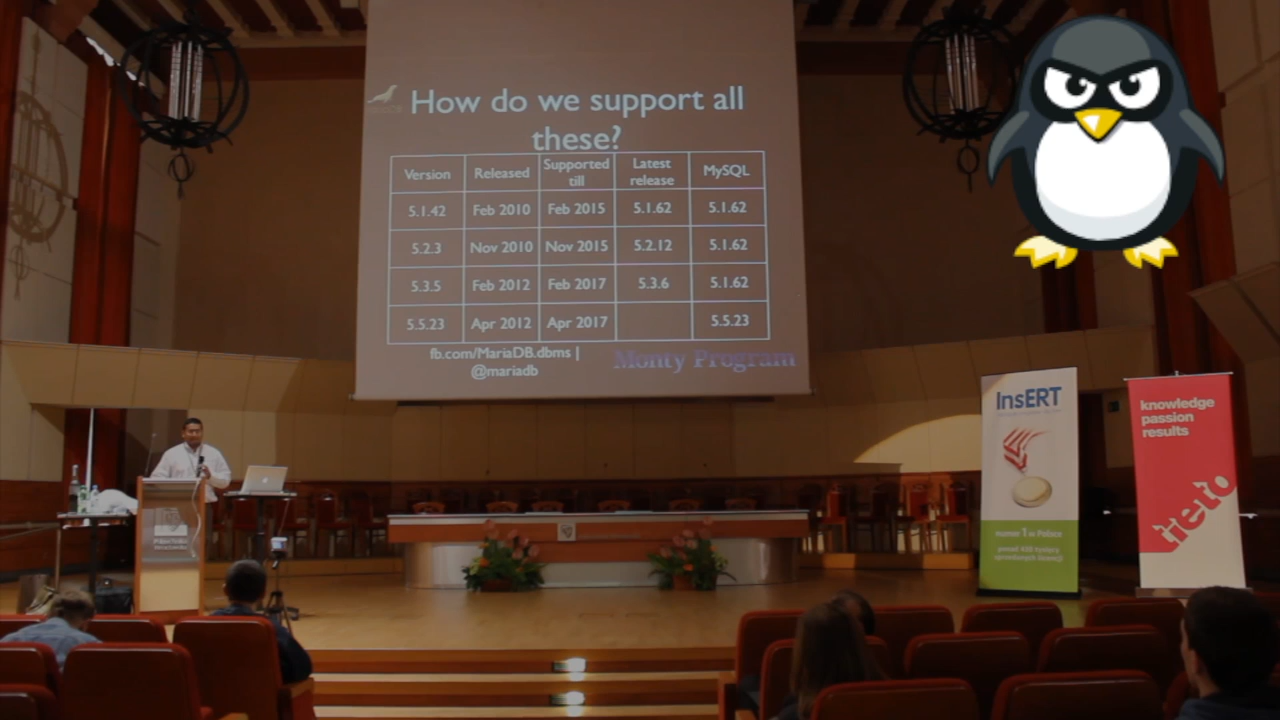 How do we support all
these?
Version Released Supported till Latest release MySQL
5.1.42 Feb 2010 Feb 2015 5.1.62 5.1.62
5.2.3 Nov 2010 Nov 2015 5.2.12 5.1.62
5.3.5 Feb 2012 Feb 2017 5.3.6 5.1.62
5.5.23 Apr 2012 Apr 2017 5.5.23
fb.com/MariaDB.dbms |
@mariadb
Monty Program
InsERT
numer 1 w Polsce
knowledge
passion
results
tieto